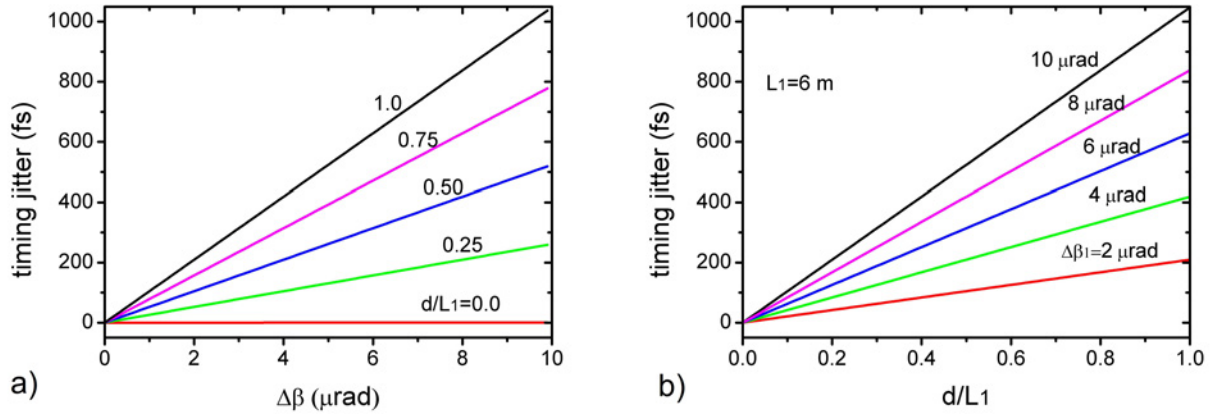 timing jitter (fs)
1000
800
600
400
200
0
1.0
0.75
0.50
0.25
d/L1=0.0
0 2 4 6 8 10
Δβ (μrad)
a)
timing jitter (fs)
1000
800
600
400
200
0
L1=6 m
10 μrad
8 μrad
6 μrad
4 μrad
Δβ1=2 μrad
0.0 0.2 0.4 0.6 0.8 1.0
d/L1
b)